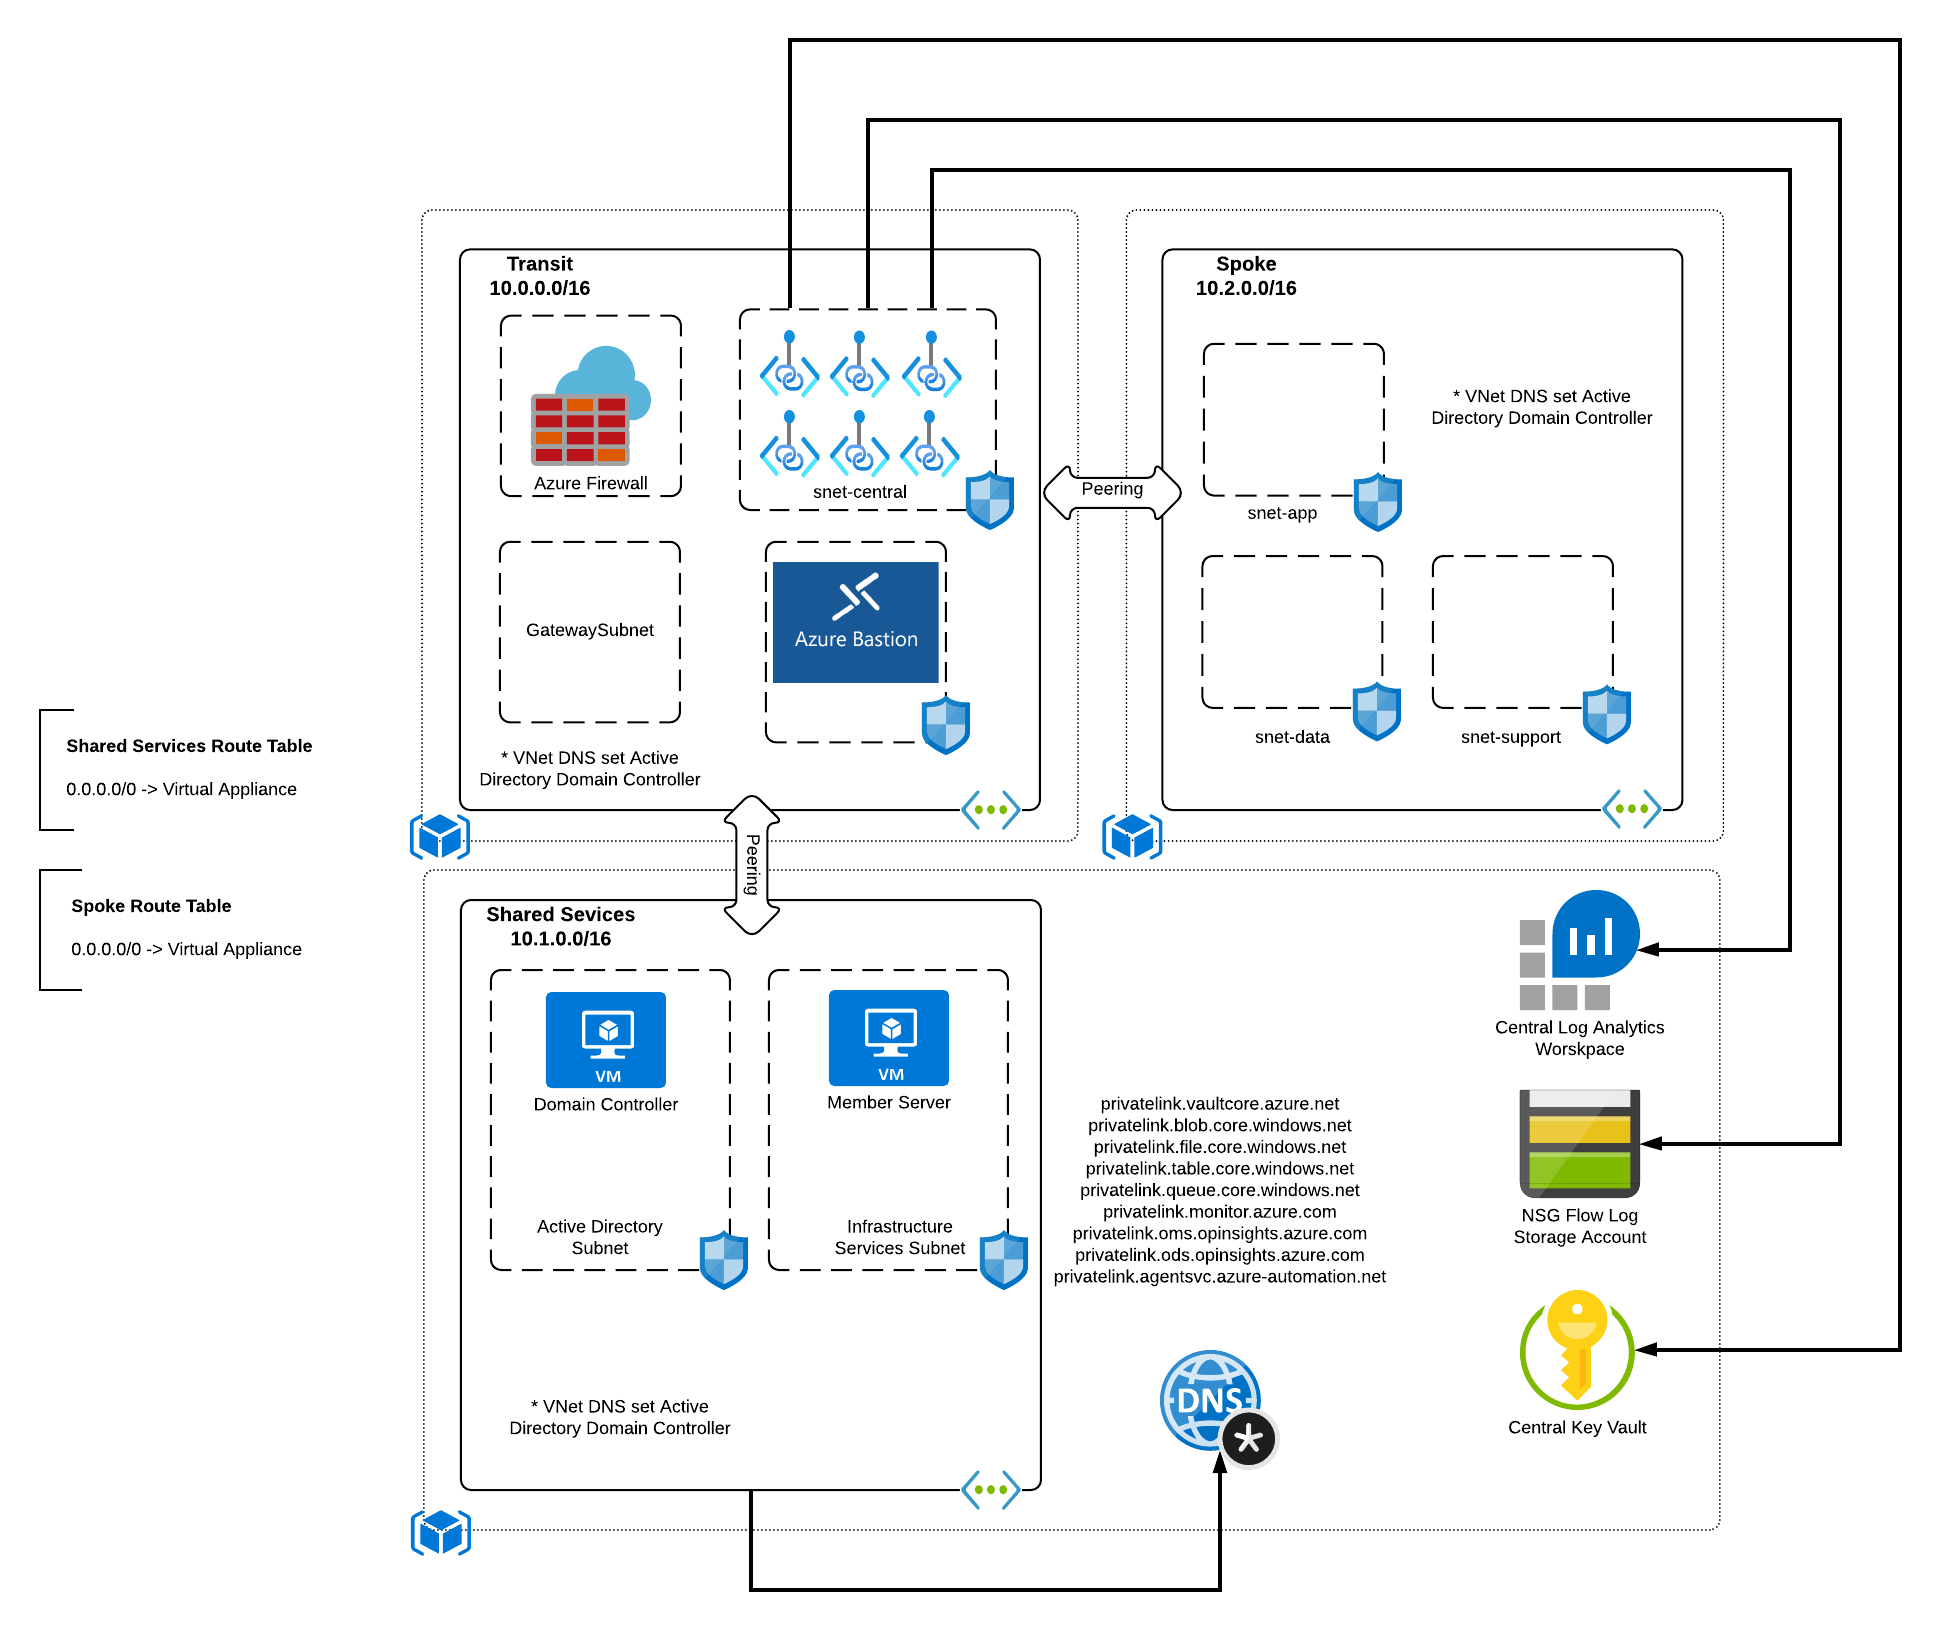 Transit
10.0.0.0/16
Azure Firewall
snet-central
GatewaySubnet
Azure Bastion
* VNet DNS set Active
Directory Domain Controller
Peering
Spoke
10.2.0.0/16
* VNet DNS set Active
Directory Domain Controller
snet-app
snet-data
snet-support
Shared Services Route Table
0.0.0.0/0 -> Virtual Appliance
Spoke Route Table
0.0.0.0/0 -> Virtual Appliance
Peering
Shared Sevices
10.1.0.0/16
VM
Domain Controller
Active Directory
Subnet
VM
Member Server
Infrastructure
Services Subnet
* VNet DNS set Active
Directory Domain Controller
privatelink.vaultcore.azure.net
privatelink.blob.core.windows.net
privatelink.file.core.windows.net
privatelink.table.core.windows.net
privatelink.queue.core.windows.net
privatelink.monitor.azure.com
privatelink.oms.opinsights.azure.com
privatelink.ods.opinsights.azure.com
privatelink.agentsvc.azure-automation.net
DNS
Central Log Analytics
Worskpace
NSG Flow Log
Storage Account
Central Key Vault